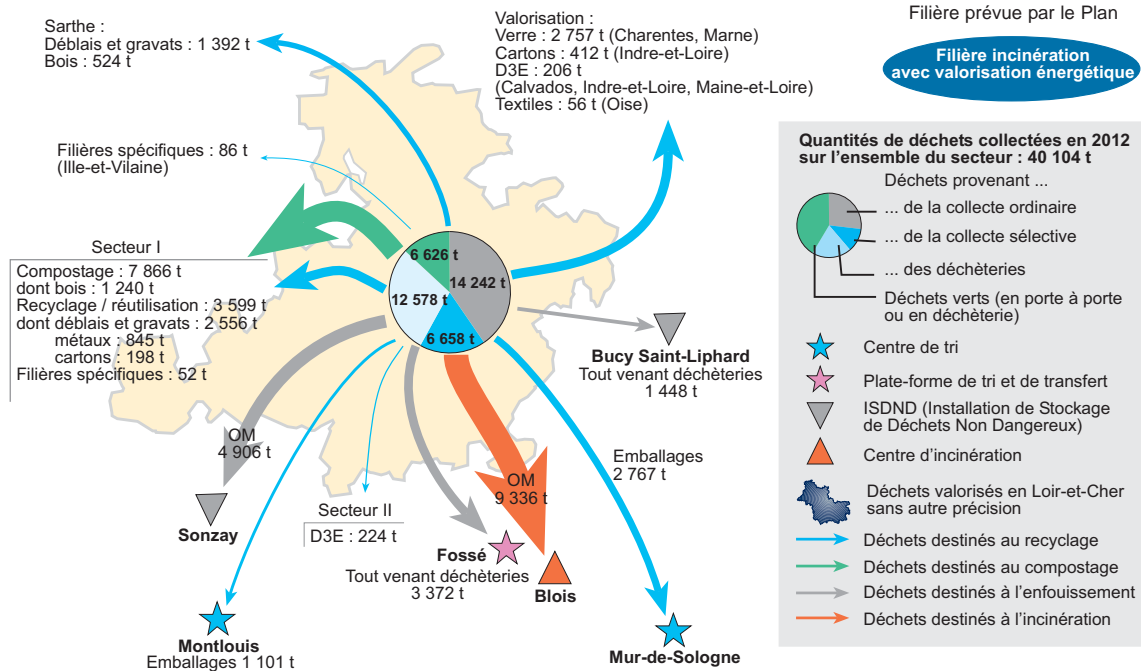 Sarthe :
Déblais et gravats : 1 392 t
Bois : 524 t
Valorisation :
Verre : 2 757 t (Charentes, Marne)
Cartons : 412 t (Indre-et-Loire)
D3E : 206 t
(Calvados, Indre-et-Loire, Maine-et-Loire)
Textiles : 56 t (Oise)
Filière prévue par le Plan
Filière incinération
avec valorisation énergétique
Filières spécifiques : 86 t
(Ille-et-Vilaine)
Secteur I
Compostage : 7 866 t
dont bois : 1 240 t
Recyclage / réutilisation : 3 599 t
dont déblais et gravats : 2 556 t
métaux : 845 t
cartons : 198 t
Filières spécifiques : 52 t
6 626 t
14 242 t
12 578 t
6 658 t
Bucy Saint-Liphard
Tout venant déchèteries
1 448 t
OM
4 906 t
Sonzay
Secteur II
D3E : 224 t
Fossé
Tout venant déchèteries
3 372 t
OM
9 336 t
Blois
Emballages
2 767 t
Montlouis
Emballages 1 101 t
Mur-de-Sologne
Quantités de déchets collectées en 2012
sur l'ensemble du secteur : 40 104 t
Déchets provenant ...
... de la collecte ordinaire
... de la collecte sélective
... des déchèteries
Déchets verts (en porte à porte
ou en déchèterie)
Centre de tri
Plate-forme de tri et de transfert
ISDND (Installation de Stockage
de Déchets Non Dangereux)
Centre d'incinération
Déchets valorisés en Loir-et-Cher
sans autre précision
Déchets destinés au recyclage
Déchets destinés au compostage
Déchets destinés à l'enfouissement
Déchets destinés à l'incinération